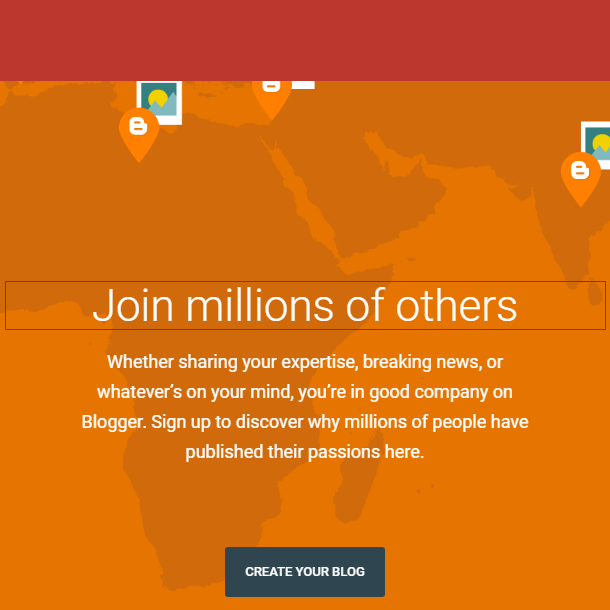 Join millions of others
Whether sharing your expertise, breaking news, or
whatever’s on your mind, you’re in good company on
Blogger. Sign up to discover why millions of people have
published their passions here.
CREATE YOUR BLOG